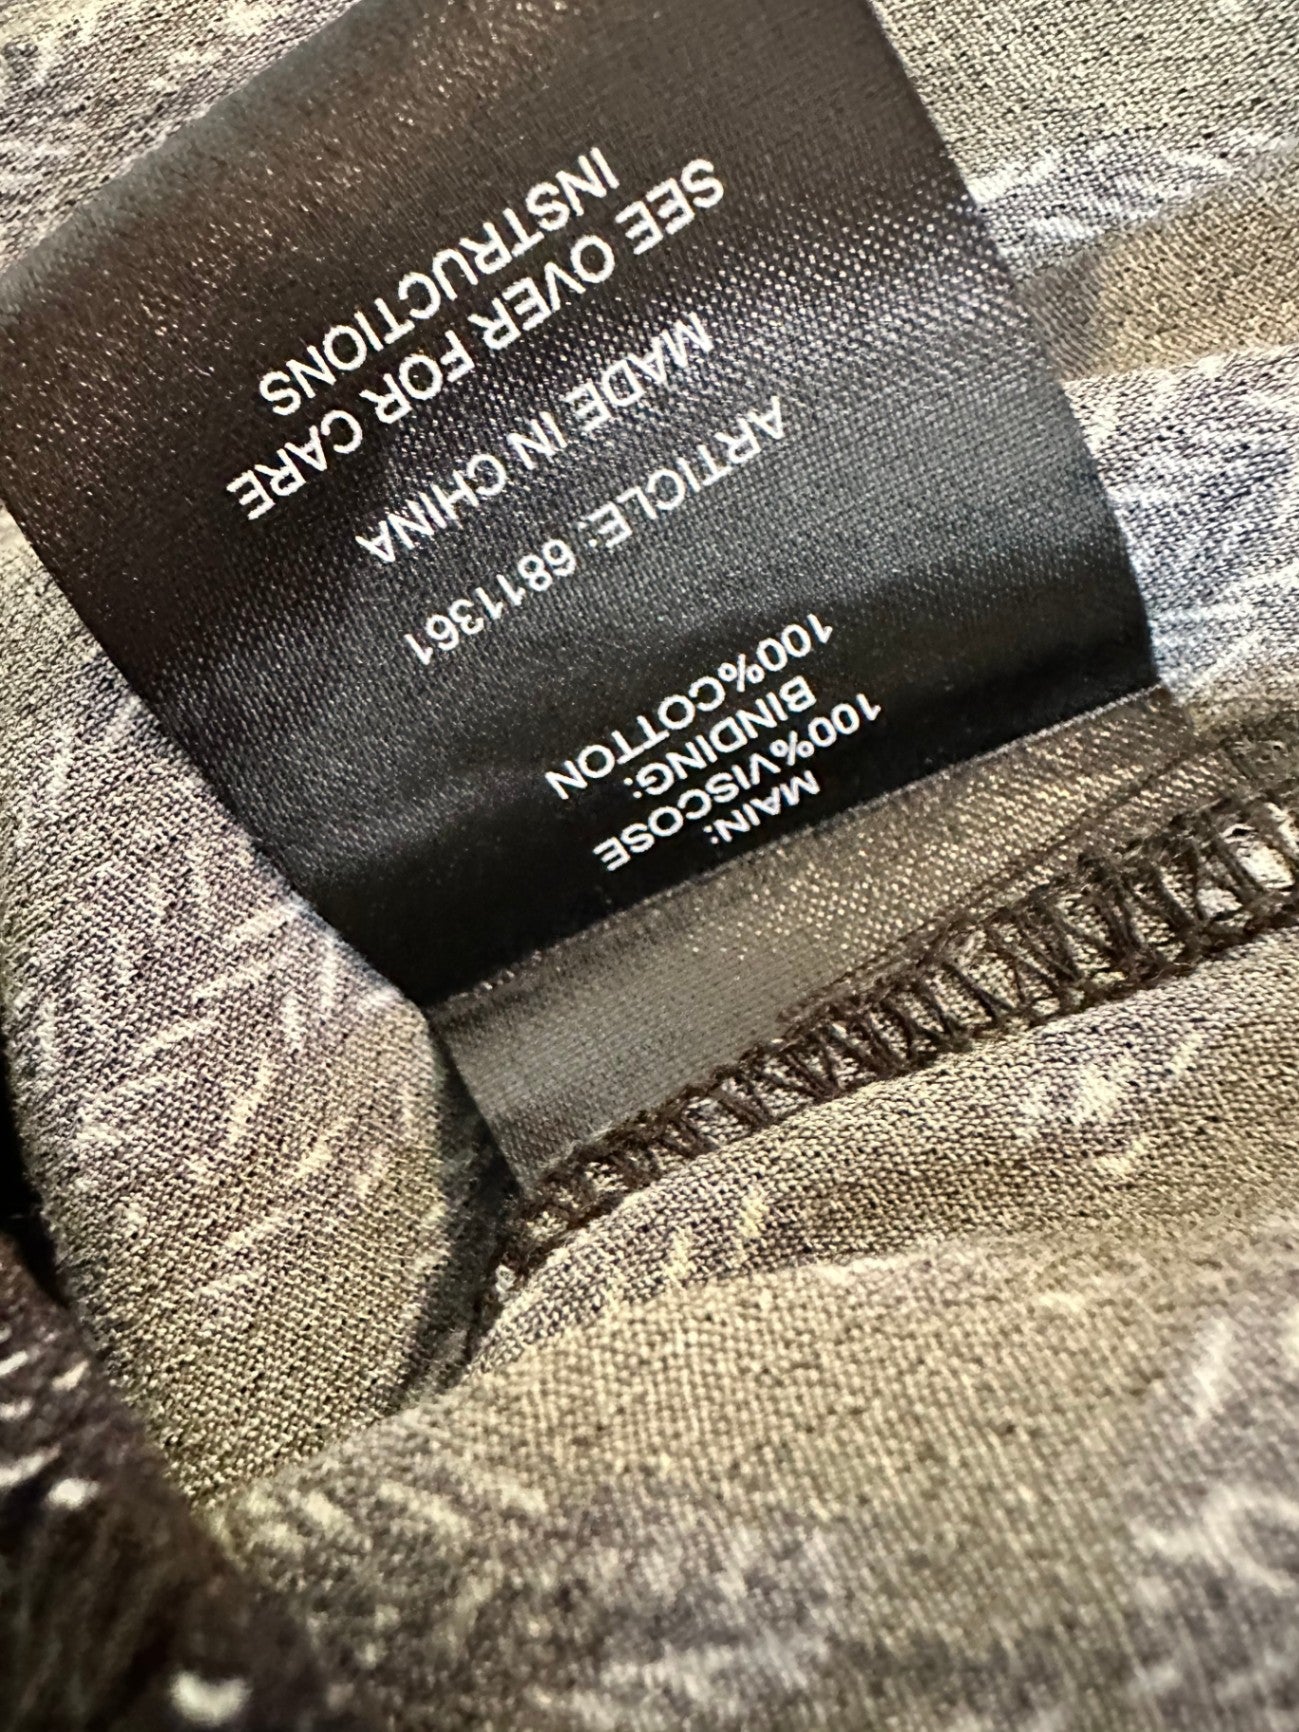 MAIN:
100%VISCOSE
BINDING:
100%COTTON
ARTICLE: 6811361
MADE IN CHINA
SEE OVER FOR CARE
INSTRUCTIONS